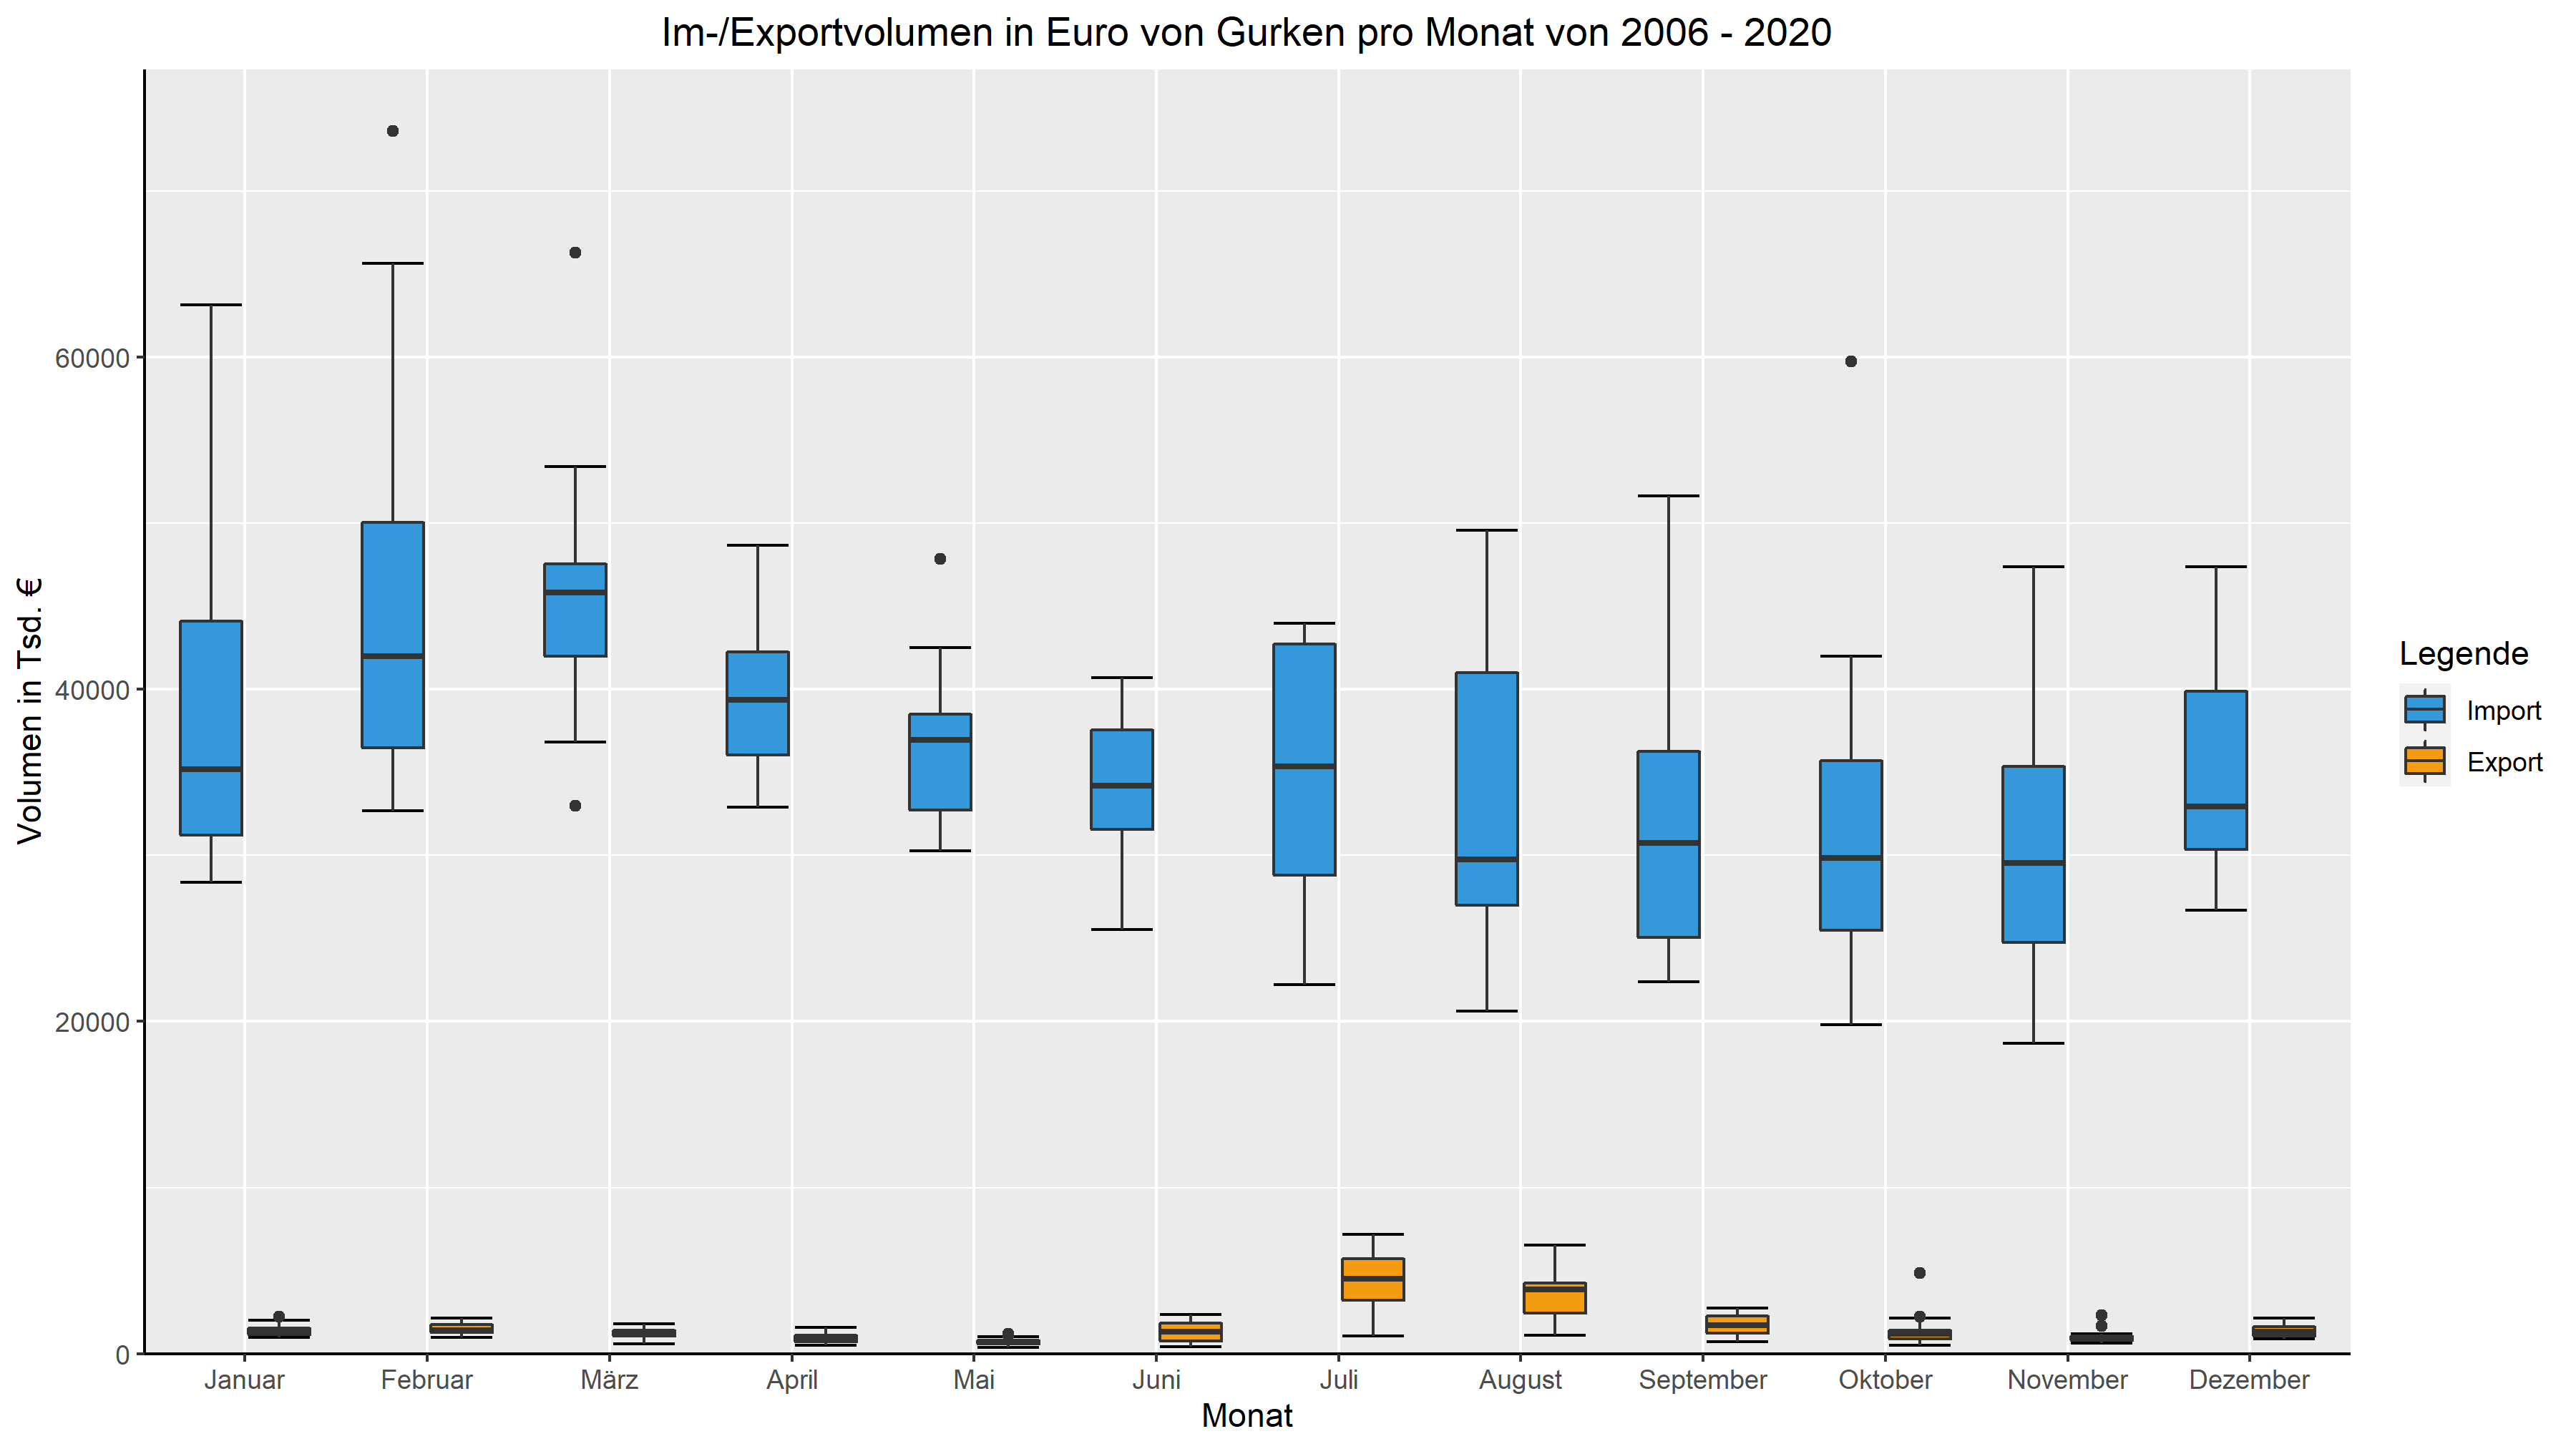 Im-/Exportvolumen in Euro von Gurken pro Monat von 2006 - 2020
Volumen in Tsd. €
60000
40000
20000
0
Januar Februar März April Mai Juni Juli August September Oktober November Dezember
Monat
Legende
Import
Export